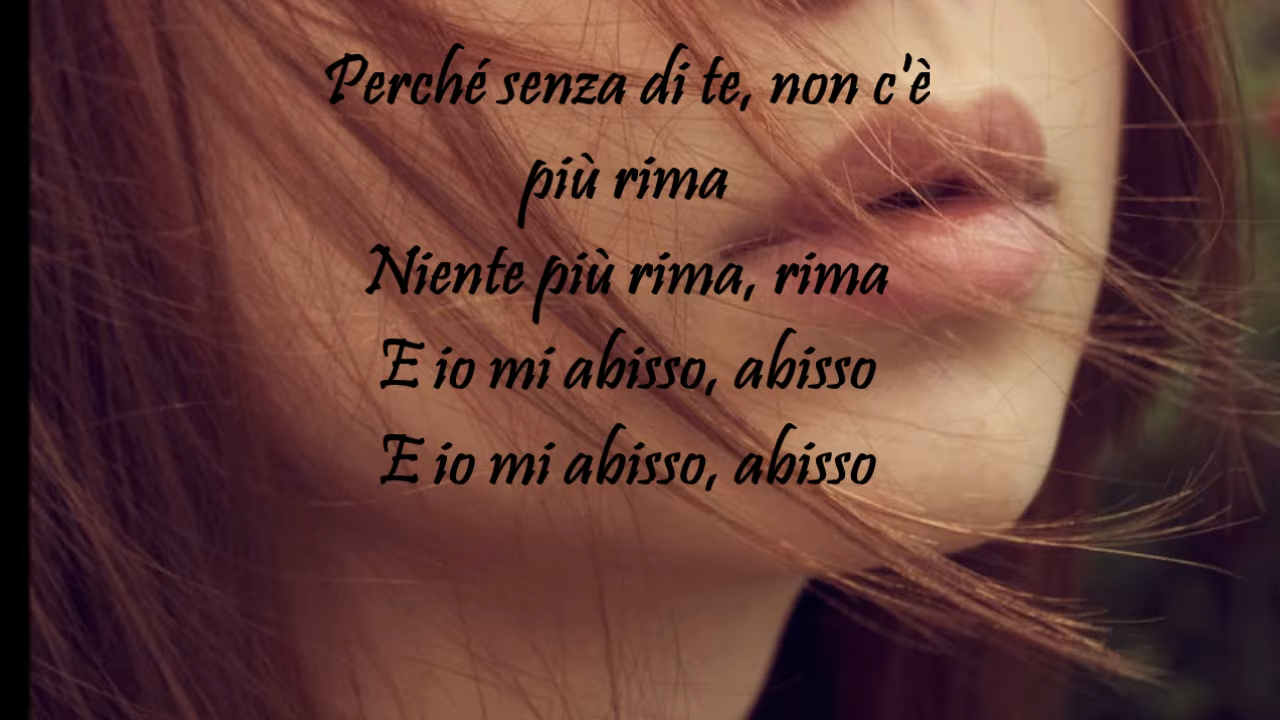 Perché senza di te, non c'è
più rima
Niente più rima, rima
E io mi abisso, abisso
E io mi abisso, abisso